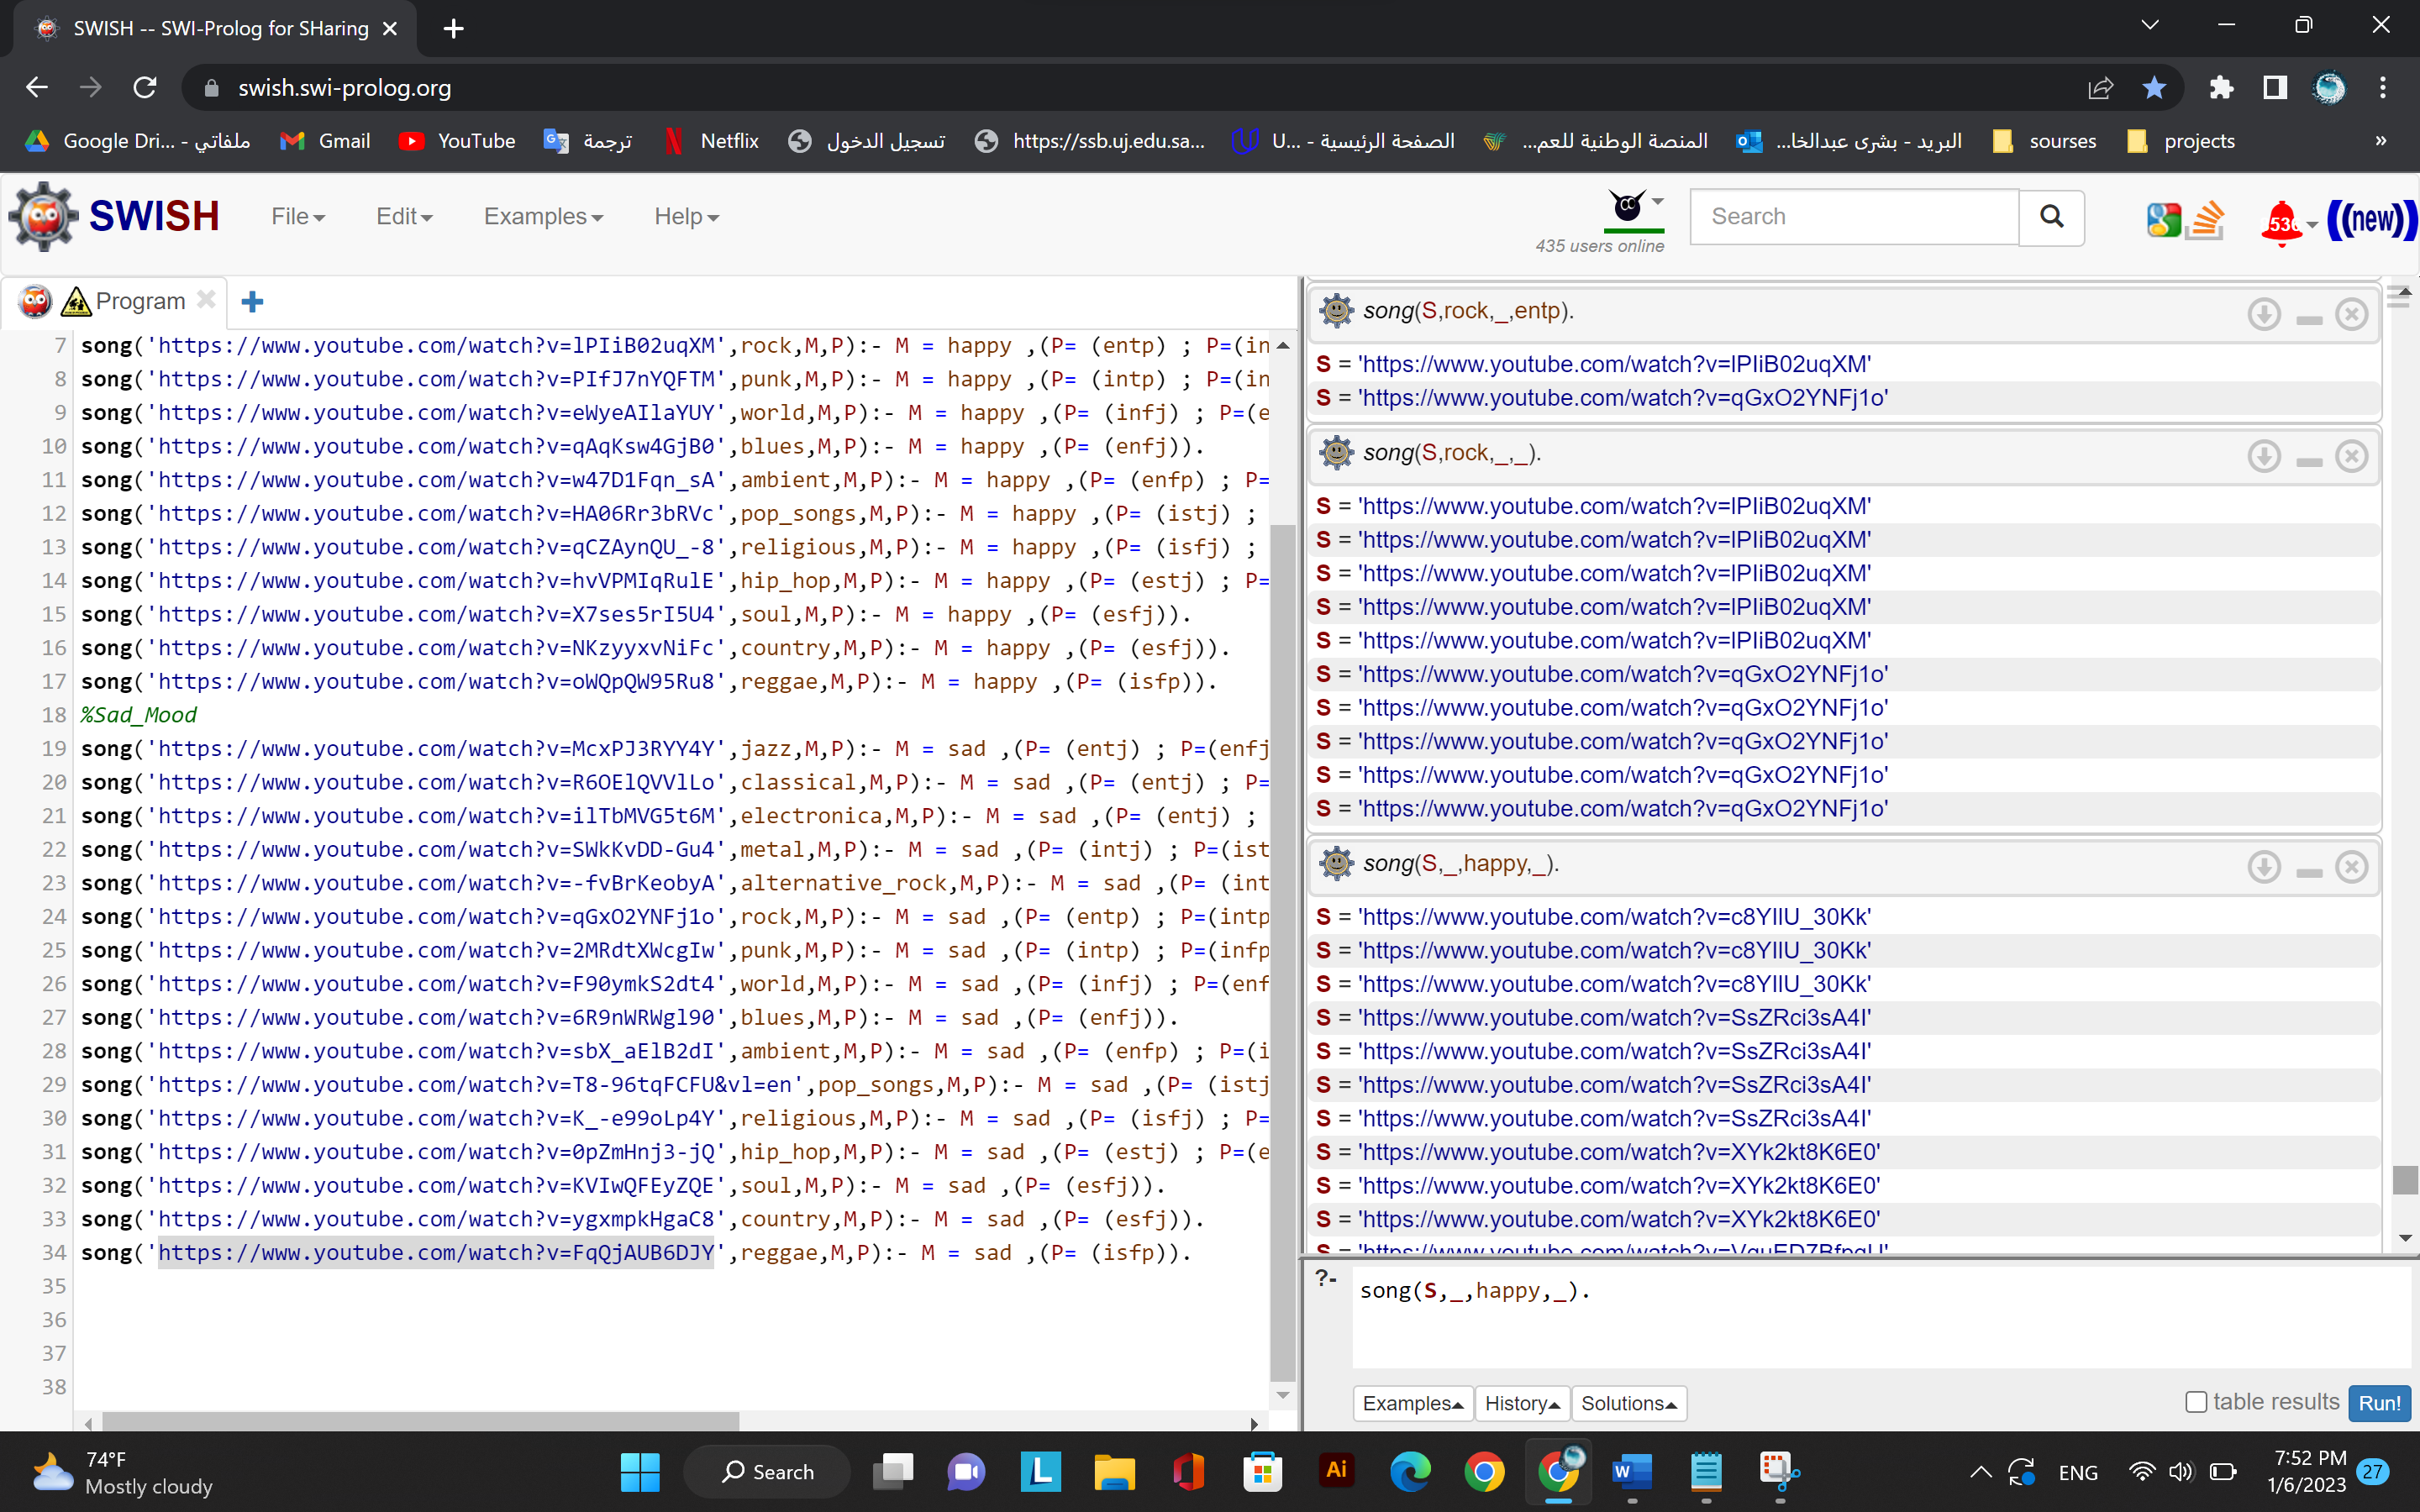 SWISH -- SWI-Prolog for SHaring
swish.swi-prolog.org
Google Dri... - ملفاتي
Gmail
YouTube
ترجمة
Netflix
تسجيل الدخول
https://ssb.uj.edu.sa...
U... - الصفحة الرئيسية
المنصة الوطنية للعم...
البريد - بشرى عبدالخا...
sourses
projects
»
SWISH
File
Edit
Examples
Help
435 users online
Search
((new))
Program
7 song('https://www.youtube.com/watch?v=lPIiB02uqXM',rock,M,P):- M = happy ,(P= (entp) ; P=(in
8 song('https://www.youtube.com/watch?v=PIfJ7nYQFTM',punk,M,P):- M = happy ,(P= (intp) ; P=(in
9 song('https://www.youtube.com/watch?v=eWyeAIlaYUY',world,M,P):- M = happy ,(P= (infj) ; P=(e
10 song('https://www.youtube.com/watch?v=qAqKsw4GjB0',blues,M,P):- M = happy ,(P= (enfj)).
11 song('https://www.youtube.com/watch?v=w47D1Fqn_sA',ambient,M,P):- M = happy ,(P= (enfp) ; P=
12 song('https://www.youtube.com/watch?v=HA06Rr3bRVc',pop_songs,M,P):- M = happy ,(P= (istj) ;
13 song('https://www.youtube.com/watch?v=qCZAynQU_-8',religious,M,P):- M = happy ,(P= (isfj) ;
14 song('https://www.youtube.com/watch?v=hvVPMIqRulE',hip_hop,M,P):- M = happy ,(P= (estj) ; P=
15 song('https://www.youtube.com/watch?v=X7ses5rI5U4',soul,M,P):- M = happy ,(P= (esfj)).
16 song('https://www.youtube.com/watch?v=NKzyyxvNiFc',country,M,P):- M = happy ,(P= (esfj)).
17 song('https://www.youtube.com/watch?v=oWQpQW95Ru8',reggae,M,P):- M = happy ,(P= (isfp)).
18 %Sad_Mood
19 song('https://www.youtube.com/watch?v=McxPJ3RYY4Y',jazz,M,P):- M = sad ,(P= (entj) ; P=(enfj
20 song('https://www.youtube.com/watch?v=R6OElQVVlLo',classical,M,P):- M = sad ,(P= (entj) ; P=
21 song('https://www.youtube.com/watch?v=ilTbMVG5t6M',electronica,M,P):- M = sad ,(P= (entj) ;
22 song('https://www.youtube.com/watch?v=SWkKvDD-Gu4',metal,M,P):- M = sad ,(P= (intj) ; P=(ist
23 song('https://www.youtube.com/watch?v=-fvBrKeobyA',alternative_rock,M,P):- M = sad ,(P= (int
24 song('https://www.youtube.com/watch?v=qGxO2YNFj1o',rock,M,P):- M = sad ,(P= (entp) ; P=(intp
25 song('https://www.youtube.com/watch?v=2MRdtXWcgIw',punk,M,P):- M = sad ,(P= (intp) ; P=(infp
26 song('https://www.youtube.com/watch?v=F90ymkS2dt4',world,M,P):- M = sad ,(P= (infj) ; P=(enf
27 song('https://www.youtube.com/watch?v=6R9nWRWgl90',blues,M,P):- M = sad ,(P= (enfj)).
28 song('https://www.youtube.com/watch?v=sbX_aElB2dI',ambient,M,P):- M = sad ,(P= (enfp) ; P=(i
29 song('https://www.youtube.com/watch?v=T8-96tqFCFU&vl=en',pop_songs,M,P):- M = sad ,(P= (istj
30 song('https://www.youtube.com/watch?v=K_-e99oLp4Y',religious,M,P):- M = sad ,(P= (isfj) ; P=
31 song('https://www.youtube.com/watch?v=0pZmHnj3-jQ',hip_hop,M,P):- M = sad ,(P= (estj) ; P=(e
32 song('https://www.youtube.com/watch?v=KVIwQFEyZQE',soul,M,P):- M = sad ,(P= (esfj)).
33 song('https://www.youtube.com/watch?v=ygxmpkHgaC8',country,M,P):- M = sad ,(P= (esfj)).
34 song('https://www.youtube.com/watch?v=FqQjAUB6DJY',reggae,M,P):- M = sad ,(P= (isfp)).
35
36
37
38
song(S,rock,_,entp).
S = 'https://www.youtube.com/watch?v=lPIiB02uqXM'
S = 'https://www.youtube.com/watch?v=qGxO2YNFj1o'
song(S,rock,_,_).
S = 'https://www.youtube.com/watch?v=lPIiB02uqXM'
S = 'https://www.youtube.com/watch?v=lPIiB02uqXM'
S = 'https://www.youtube.com/watch?v=lPIiB02uqXM'
S = 'https://www.youtube.com/watch?v=lPIiB02uqXM'
S = 'https://www.youtube.com/watch?v=lPIiB02uqXM'
S = 'https://www.youtube.com/watch?v=qGxO2YNFj1o'
S = 'https://www.youtube.com/watch?v=qGxO2YNFj1o'
S = 'https://www.youtube.com/watch?v=qGxO2YNFj1o'
S = 'https://www.youtube.com/watch?v=qGxO2YNFj1o'
S = 'https://www.youtube.com/watch?v=qGxO2YNFj1o'
song(S,_,happy,_).
S = 'https://www.youtube.com/watch?v=c8YlIU_30Kk'
S = 'https://www.youtube.com/watch?v=c8YlIU_30Kk'
S = 'https://www.youtube.com/watch?v=c8YlIU_30Kk'
S = 'https://www.youtube.com/watch?v=SsZRci3sA4I'
S = 'https://www.youtube.com/watch?v=SsZRci3sA4I'
S = 'https://www.youtube.com/watch?v=SsZRci3sA4I'
S = 'https://www.youtube.com/watch?v=SsZRci3sA4I'
S = 'https://www.youtube.com/watch?v=XYk2kt8K6E0'
S = 'https://www.youtube.com/watch?v=XYk2kt8K6E0'
S = 'https://www.youtube.com/watch?v=XYk2kt8K6E0'
?- song(S,_,happy,_).
Examples
History
Solutions
table results
Run!
74°F
Mostly cloudy
Search
ENG
7:52 PM
1/6/2023
27